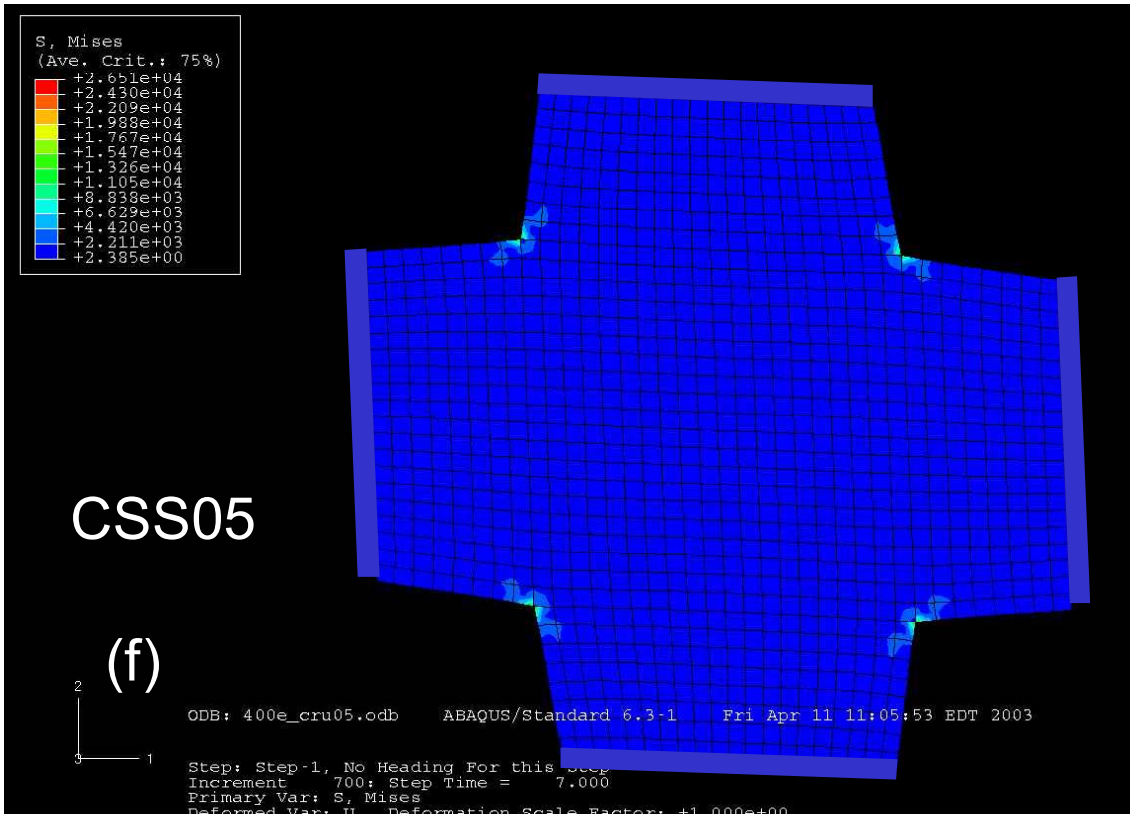 S, Mises
(Ave. Crit.: 75%)
+2.651e+04
+2.430e+04
+2.209e+04
+1.988e+04
+1.767e+04
+1.547e+04
+1.326e+04
+1.105e+04
+8.838e+03
+6.629e+03
+4.420e+03
+2.211e+03
+2.385e+00
CSS05
(f)
2
3
1
ODB: 400e_cru05.odb ABAQUS/Standard 6.3-1 Fri Apr 11 11:05:53 EDT 2003
Step: Step-1, No Heading For this Step
Increment 700: Step Time = 7.000
Primary Var: S, Mises
Deformed Var: U Deformation Scale Factor: +1.000e+00